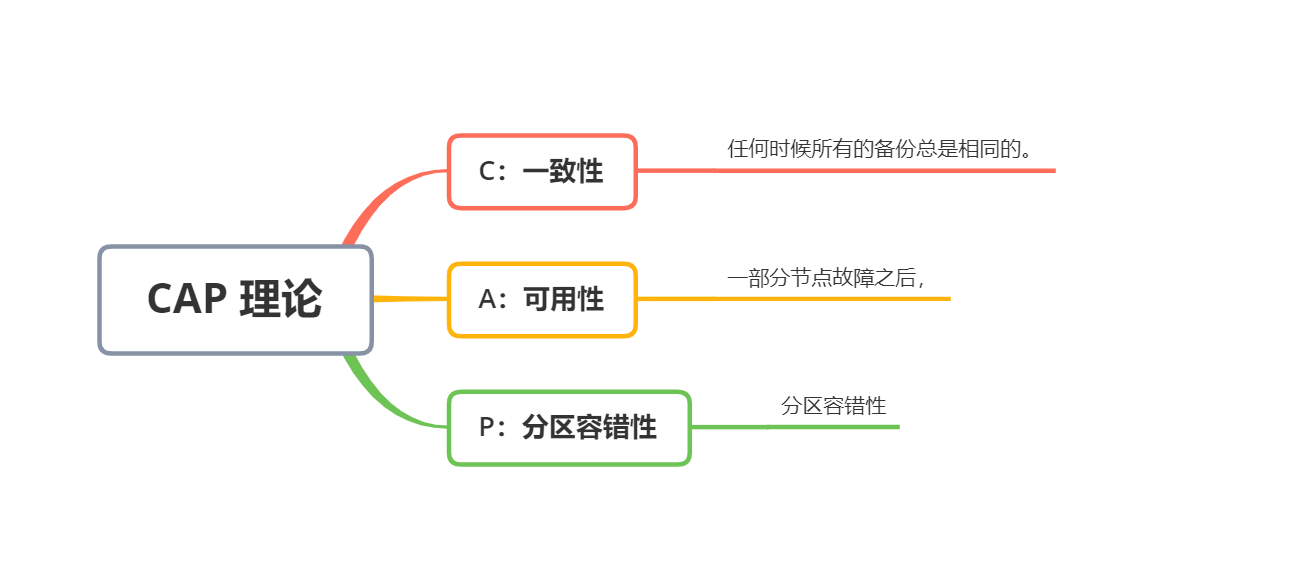 C：一致性
任何时候所有的备份总是相同的。
CAP 理论
A：可用性
一部分节点故障之后，
P：分区容错性
分区容错性